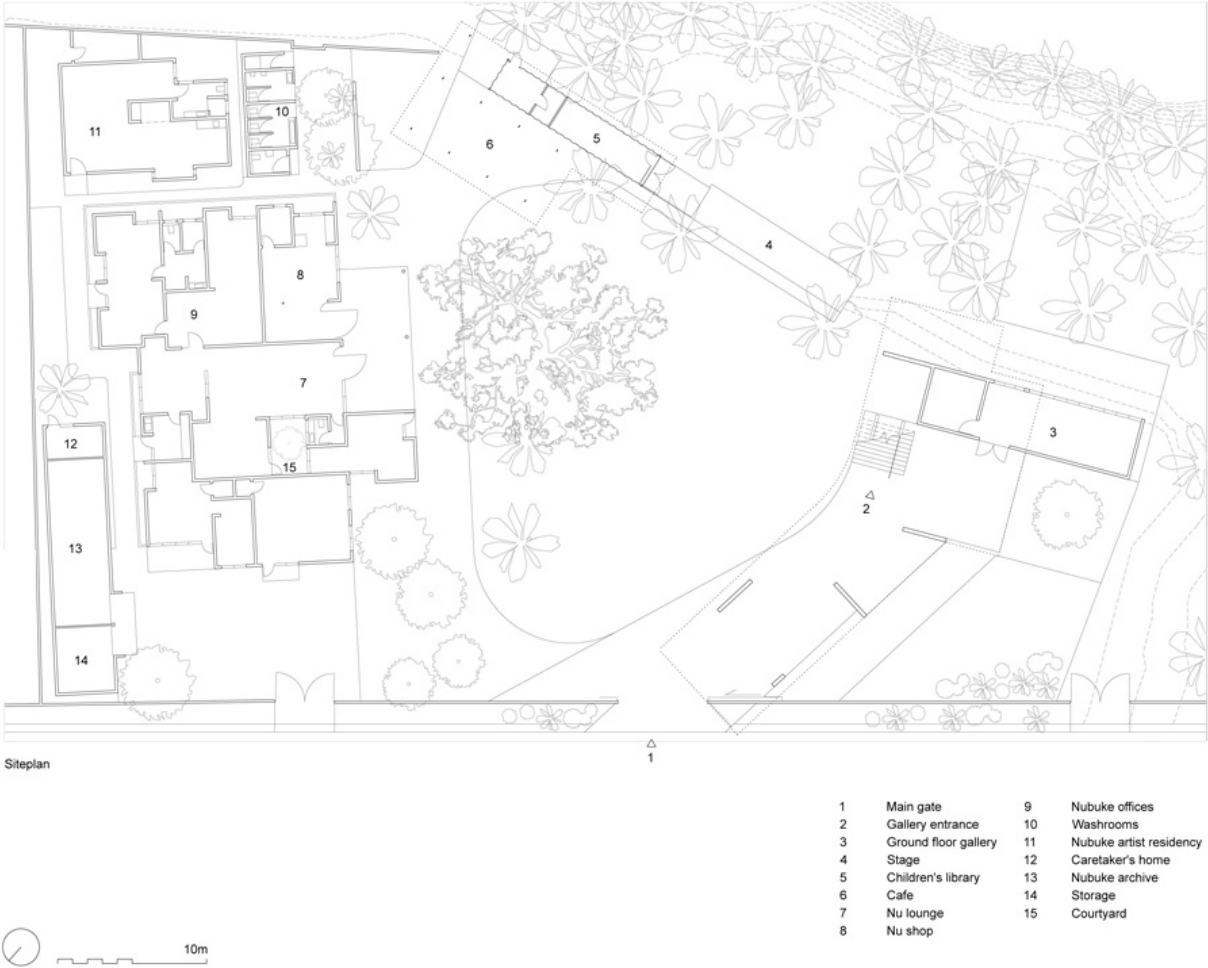 11
10
5
6
4
8
9
7
3
12
15
2
13
14
1
Siteplan
1 Main gate
2 Gallery entrance
3 Ground floor gallery
4 Stage
5 Children's library
6 Cafe
7 Nu lounge
8 Nu shop
9 Nubuke offices
10 Washrooms
11 Nubuke artist residency
12 Caretaker's home
13 Nubuke archive
14 Storage
15 Courtyard
10m